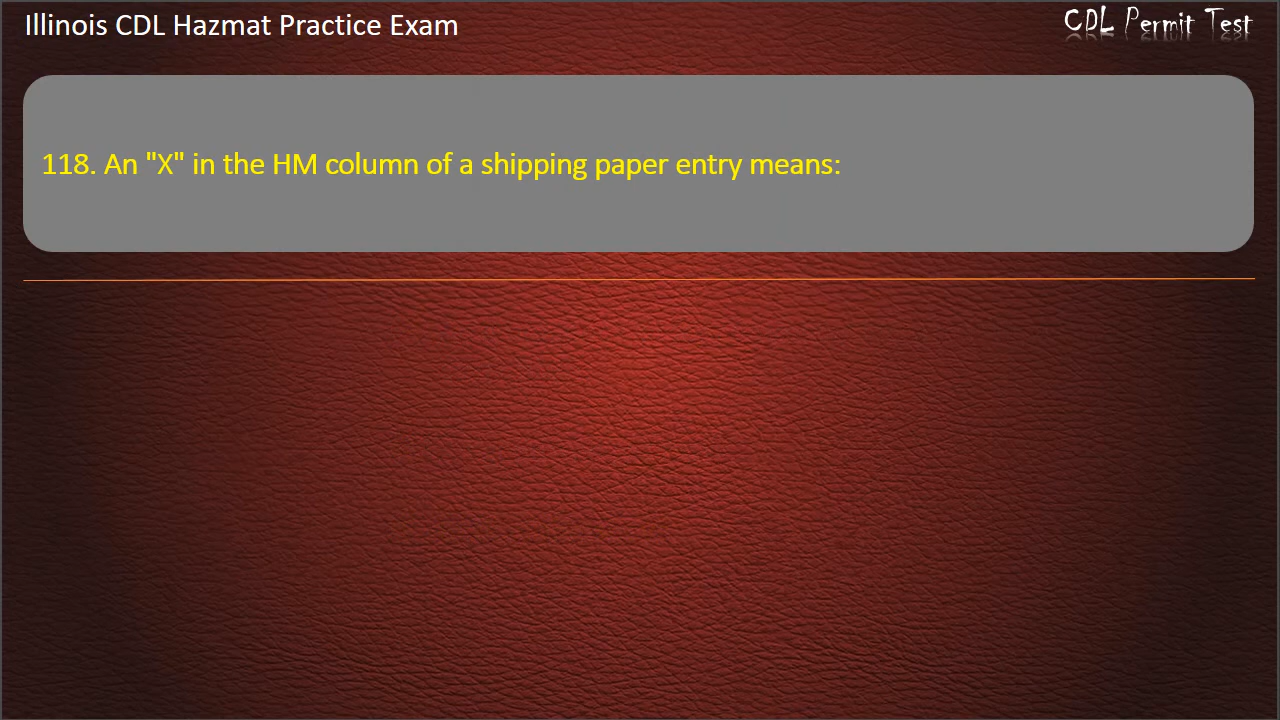 Illinois CDL Hazmat Practice Exam
CDL Permit Test
118. An "X" in the HM column of a shipping paper entry means: